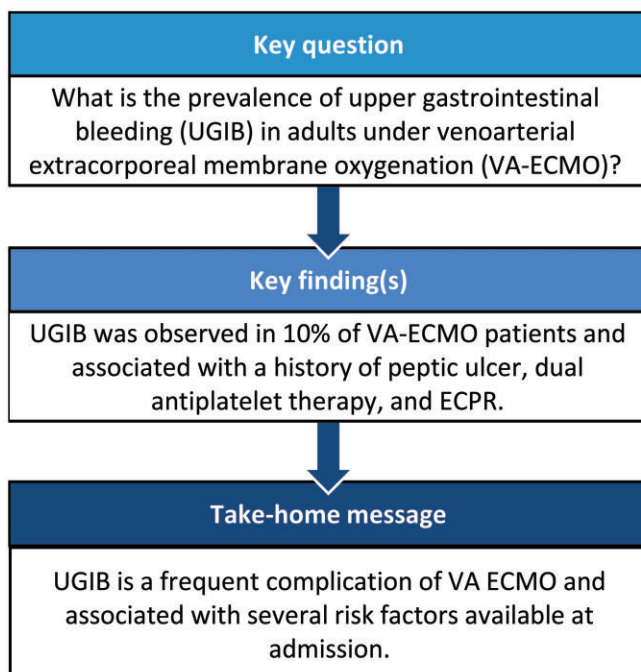 Key question
What is the prevalence of upper gastrointestinal
bleeding (UGIB) in adults under venoarterial
extracorporeal membrane oxygenation (VA-ECMO)?
Key finding(s)
UGIB was observed in 10% of VA-ECMO patients and
associated with a history of peptic ulcer, dual
antiplatelet therapy, and ECPR.
Take-home message
UGIB is a frequent complication of VA ECMO and
associated with several risk factors available at
admission.